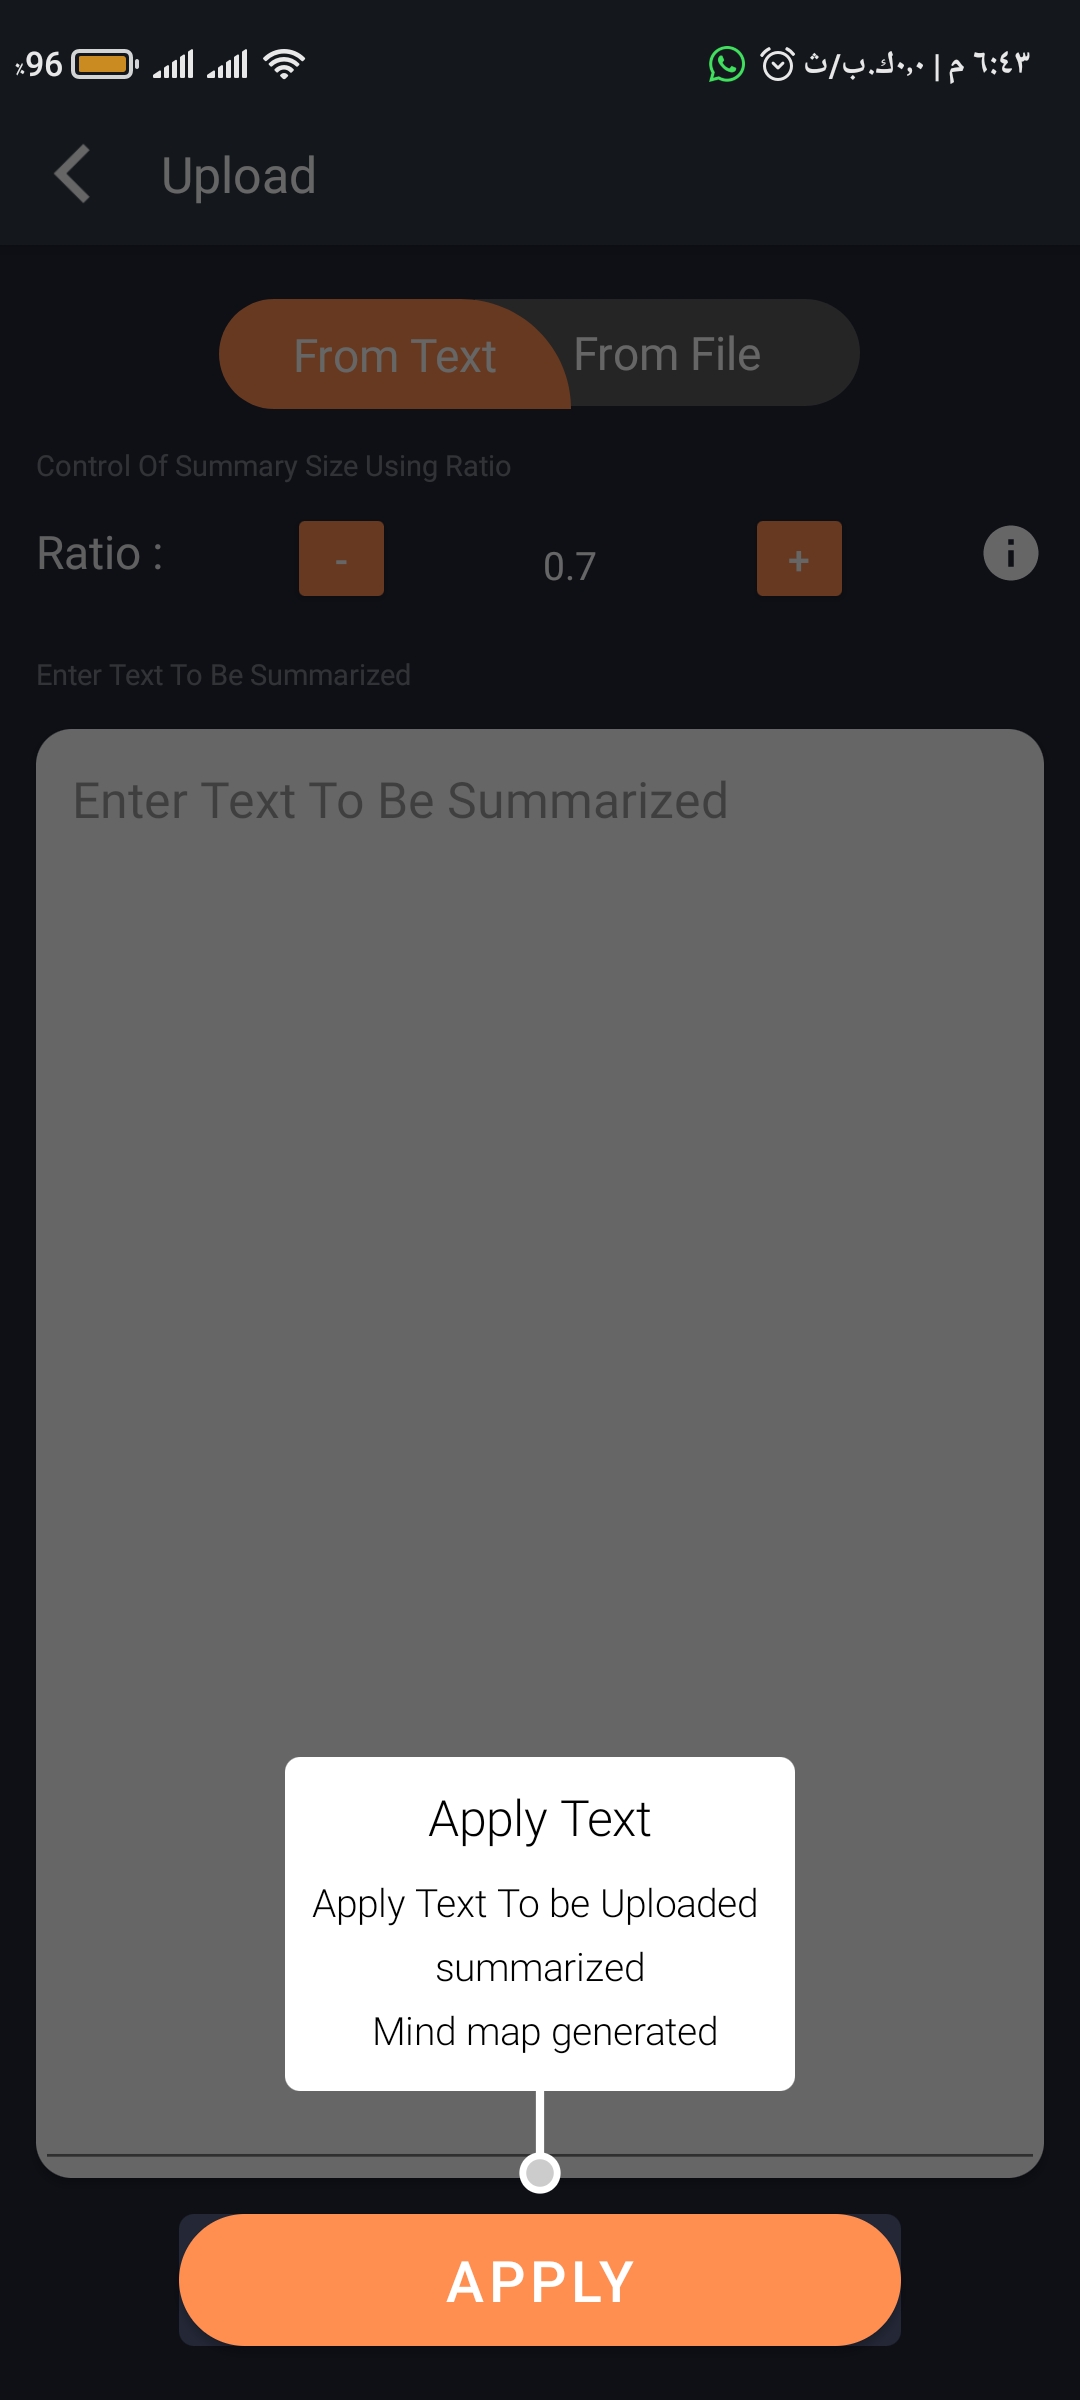 ٪96
٦:٤٣ م | ٠,٠ك.ب/ث
Upload
From Text
From File
Control Of Summary Size Using Ratio
Ratio :
-
0.7
+
Enter Text To Be Summarized
Enter Text To Be Summarized
Apply Text
Apply Text To be Uploaded
summarized
Mind map generated
APPLY